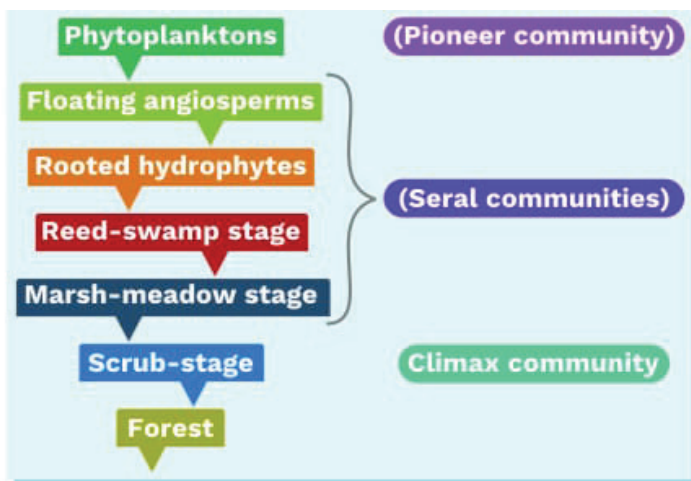 Phytoplanktons (Pioneer community)
Floating angiosperms
Rooted hydrophytes
(Seral communities)
Reed-swamp stage
Marsh-meadow stage
Scrub-stage Climax community
Forest